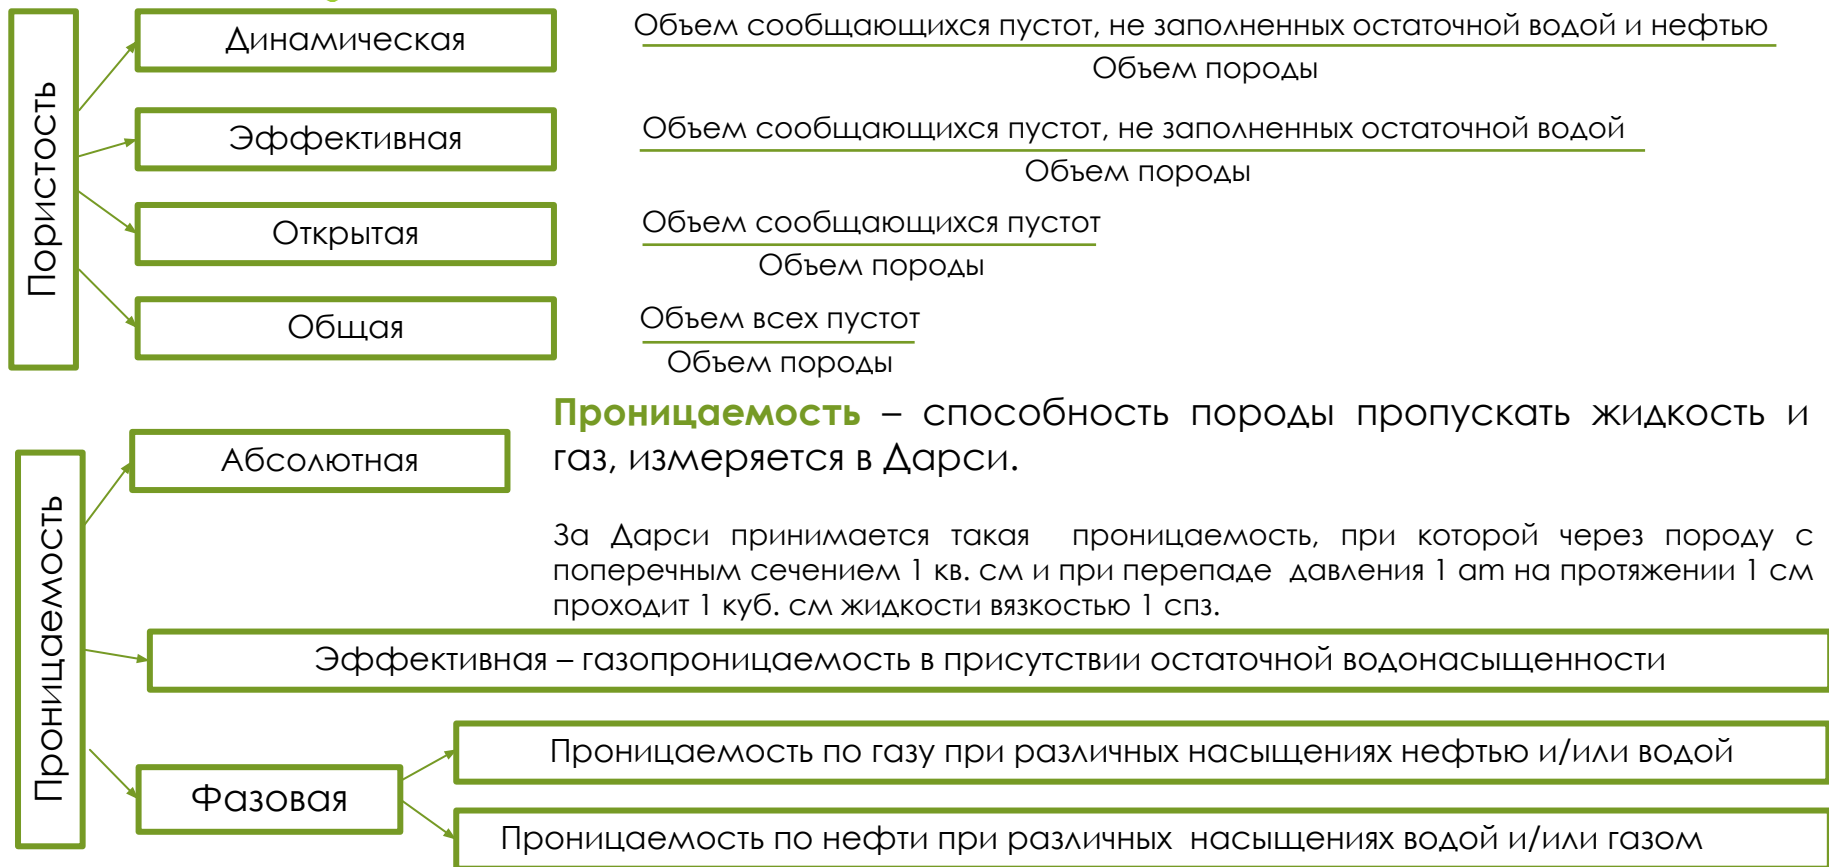 Пористость
Динамическая
Объем сообщающихся пустот, не заполненных остаточной водой и нефтью
Объем породы
Эффективная
Объем сообщающихся пустот, не заполненных остаточной водой
Объем породы
Открытая
Объем сообщающихся пустот
Объем породы
Общая
Объем всех пустот
Объем породы
Проницаемость – способность породы пропускать жидкость и
газ, измеряется в Дарси.
За Дарси принимается такая проницаемость, при которой через породу с
поперечным сечением 1 кв. см и при перепаде давления 1 am на протяжении 1 см
проходит 1 куб. см жидкости вязкостью 1 спз.
Проницаемость
Абсолютная
Эффективная – газопроницаемость в присутствии остаточной водонасыщенности
Фазовая
Проницаемость по газу при различных насыщениях нефтью и/или водой
Проницаемость по нефти при различных насыщениях водой и/или газом